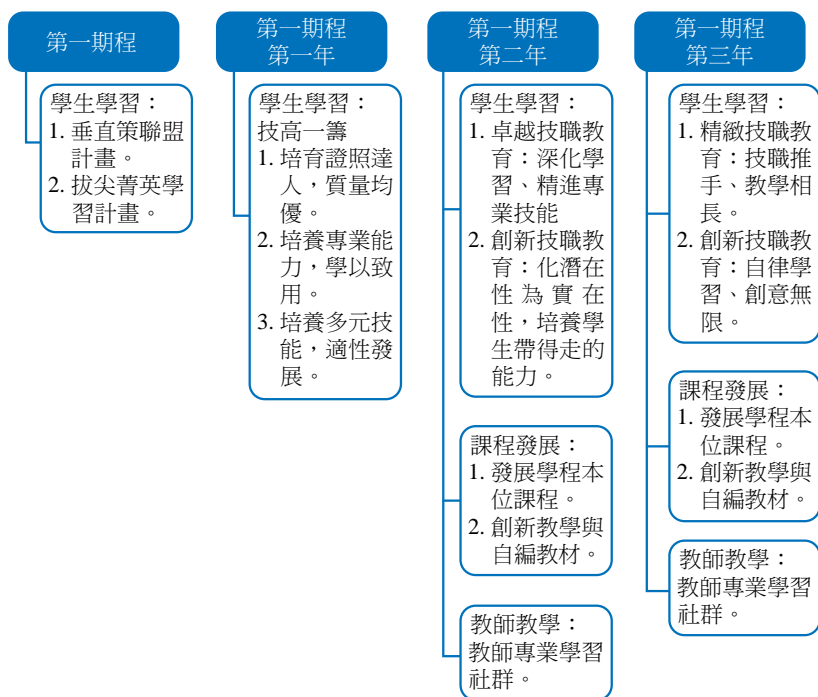 第一期程
學生學習：
1. 垂直策聯盟
計畫。
2. 拔尖菁英學
習計畫。
第一期程
第一年
學生學習：
技高一籌
1. 培育證照達
人，質量均
優。
2. 培養專業能
力，學以致
用。
3. 培養多元技
能，適性發
展。
第一期程
第二年
學生學習：
1. 卓越技職教
育：深化學
習、精進專
業技能
2. 創新技職教
育：化潛在
性為實在
性，培養學
生帶得走的
能力。
課程發展：
1. 發展學程本
位課程。
2. 創新教學與
自編教材。
教師教學：
教師專業學習
社群。
第一期程
第三年
學生學習：
1. 精緻技職教
育：技職推
手、教學相
長。
2. 創新技職教
育：自律學
習、創意無
限。
課程發展：
1. 發展學程本
位課程。
2. 創新教學與
自編教材。
教師教學：
教師專業學習
社群。